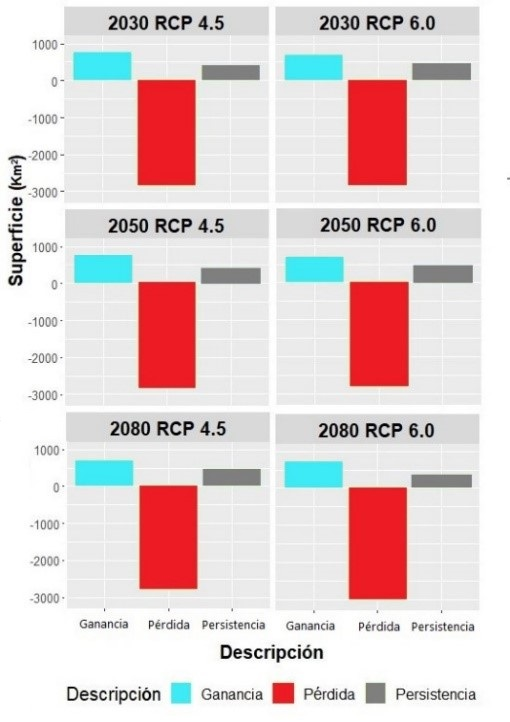 2030 RCP 4.5
2030 RCP 6.0
1000
0
-1000
-2000
-3000
2050 RCP 4.5
2050 RCP 6.0
1000
0
-1000
-2000
-3000
2080 RCP 4.5
2080 RCP 6.0
1000
0
-1000
-2000
-3000
Superficie (Km²)
Ganancia Pérdida Persistencia
Ganancia Pérdida Persistencia
Descripción
Descripción Ganancia Pérdida Persistencia